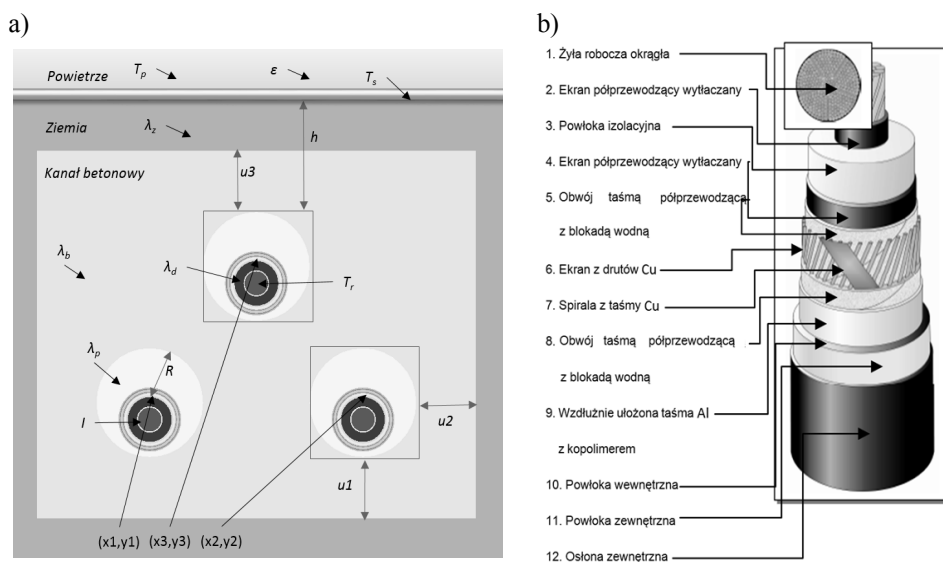 a)
Powietrze
Tp
ε
Ts
Ziemia
λz
h
Kanał betonowy
u3
λb
λd
Tr
λp
R
I
u2
u1
(x1,y1) (x3,y3) (x2,y2)
b)
1. Żyła robocza okrągła
2. Ekran półprzewodzący wytłaczany
3. Powłoka izolacyjna
4. Ekran półprzewodzący wytłaczany
5. Obwój taśmą półprzewodzącą
z blokadą wodną
6. Ekran z drutów Cu
7. Spirala z taśmy Cu
8. Obwój taśmą półprzewodzącą
z blokadą wodną
9. Wzdłużnie ułożona taśma Al
z kopolimerem
10. Powłoka wewnętrzna
11. Powłoka zewnętrzna
12. Osłona zewnętrzna